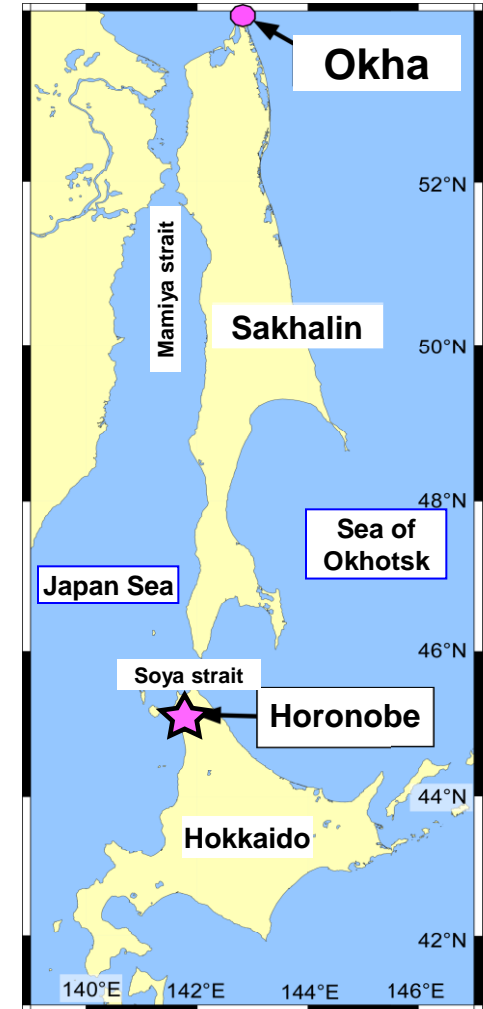 Okha
52°N
Mamiya strait
Sakhalin
50°N
48°N
Sea of
Okhotsk
Japan Sea
46°N
Soya strait
Horonobe
44°N
Hokkaido
42°N
140°E 142°E 144°E 146°E